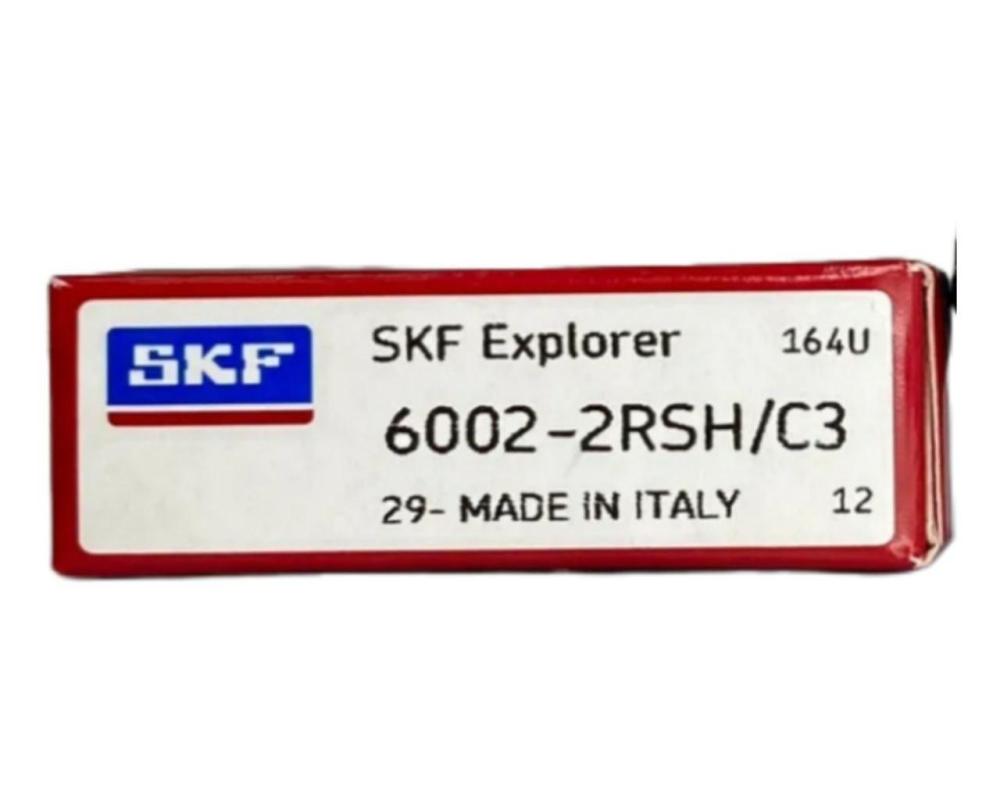 SKF
SKF Explorer 164U
6002-2RSH/C3
29- MADE IN ITALY 12